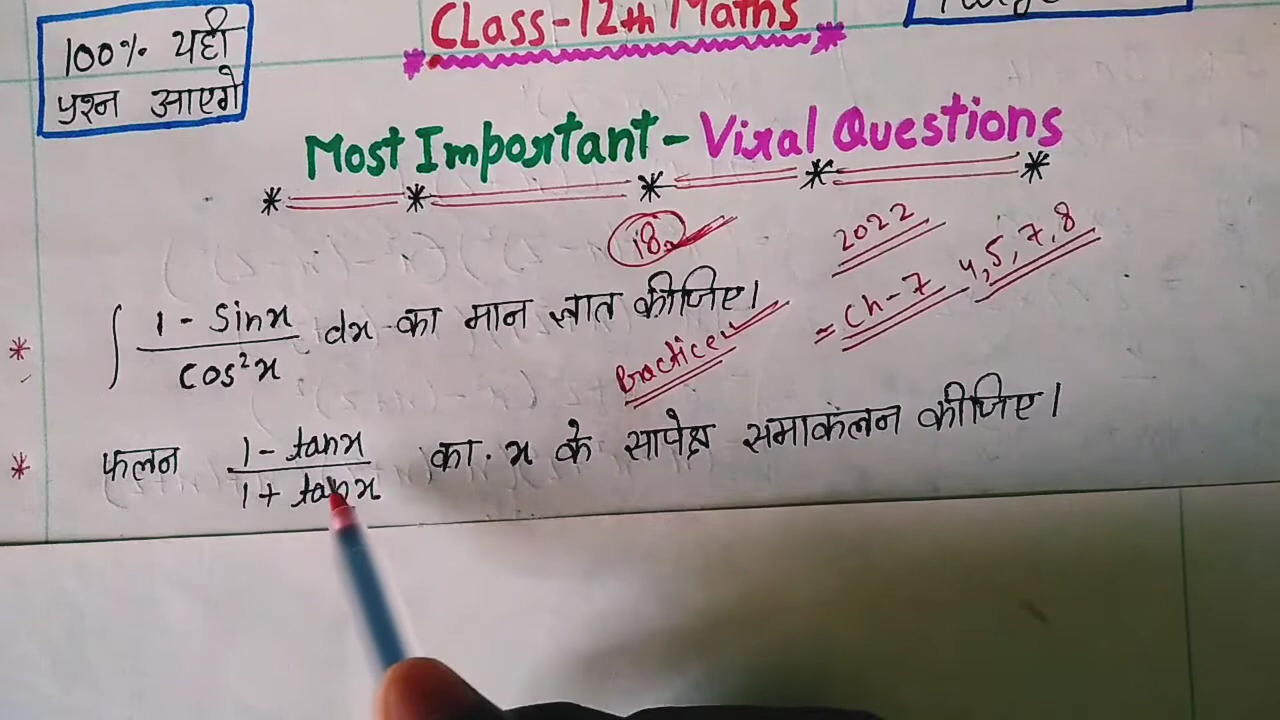 100% यही
प्रश्न आएगे
Class-12th Maths
Most Important - Viral Questions
18
2022
= Ch-7 4,5,7,8
∫ (1 - sinx)/(cos²x) dx का मान ज्ञात कीजिए।
Practice
फलन (1 - tanx)/(1 + tanx) का x के सापेक्ष समाकलन कीजिए।